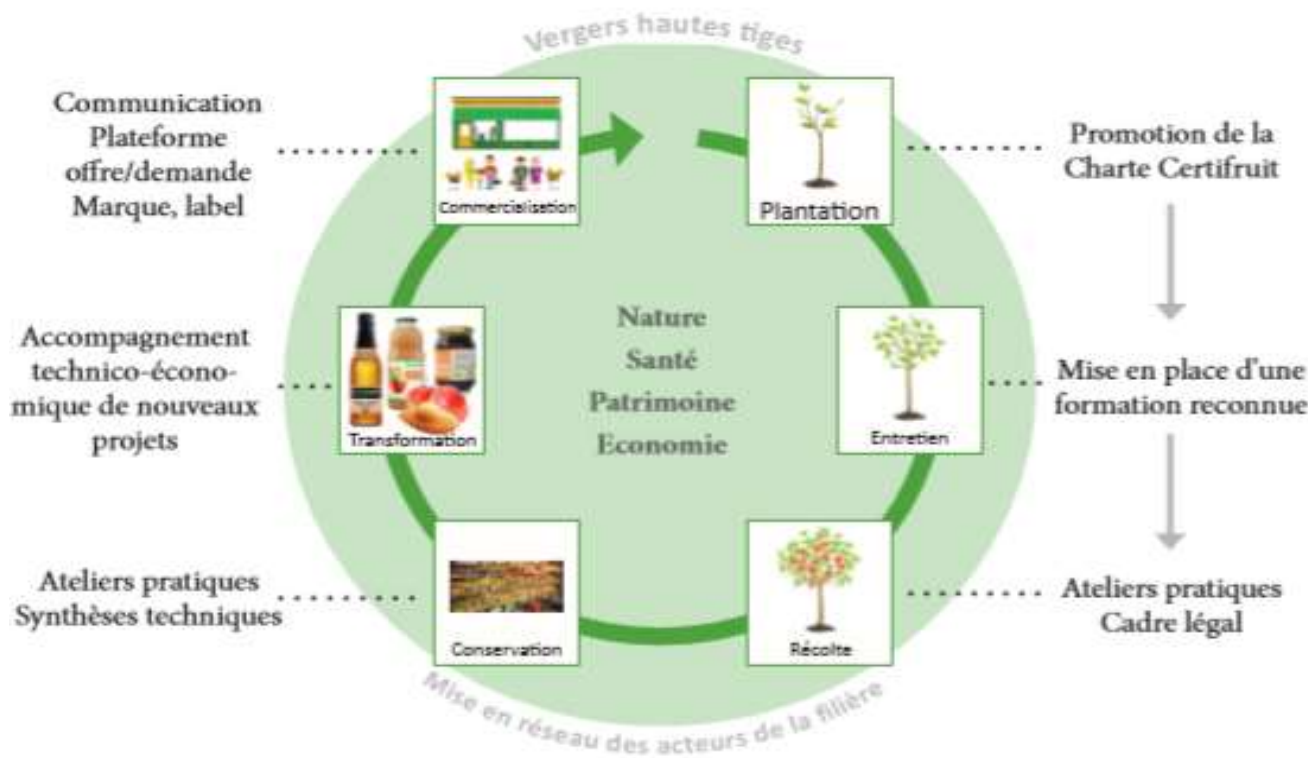 Vergers hautes tiges
Communication
Plateforme
offre/demande
Marque, label
Commercialisation
Plantation
Promotion de la
Charte Certifruit
Accompagnement
technico-écono-
mique de nouveaux
projets
Transformation
Nature
Santé
Patrimoine
Economie
Entretien
Mise en place d'une
formation reconnue
Ateliers pratiques
Synthèses techniques
Conservation
Récolte
Ateliers pratiques
Cadre légal
Mise en réseau des acteurs de la filière